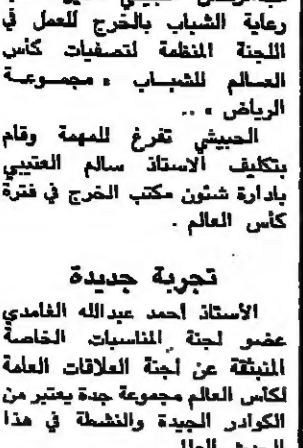 رعاية الشباب بالخرج للعمل في
اللجنة المنظمة لتصفيات كأس
العالم للشباب « مجموعة
الرياض » ..
الحبيشي تفرغ للمهمة وقام
بتكليف الاستاذ سالم العتيبي
بادارة شئون مكتب الخرج في فترة
كأس العالم .
تجربة جديدة
الأستاذ احمد عبدالله الغامدي
عضو لجنة المناسبات الخاصة
المنبثقة عن لجنة العلاقات العامة
لكأس العالم مجموعة جدة يعتبر من
الكوادر الجيدة والنشطة في هذا